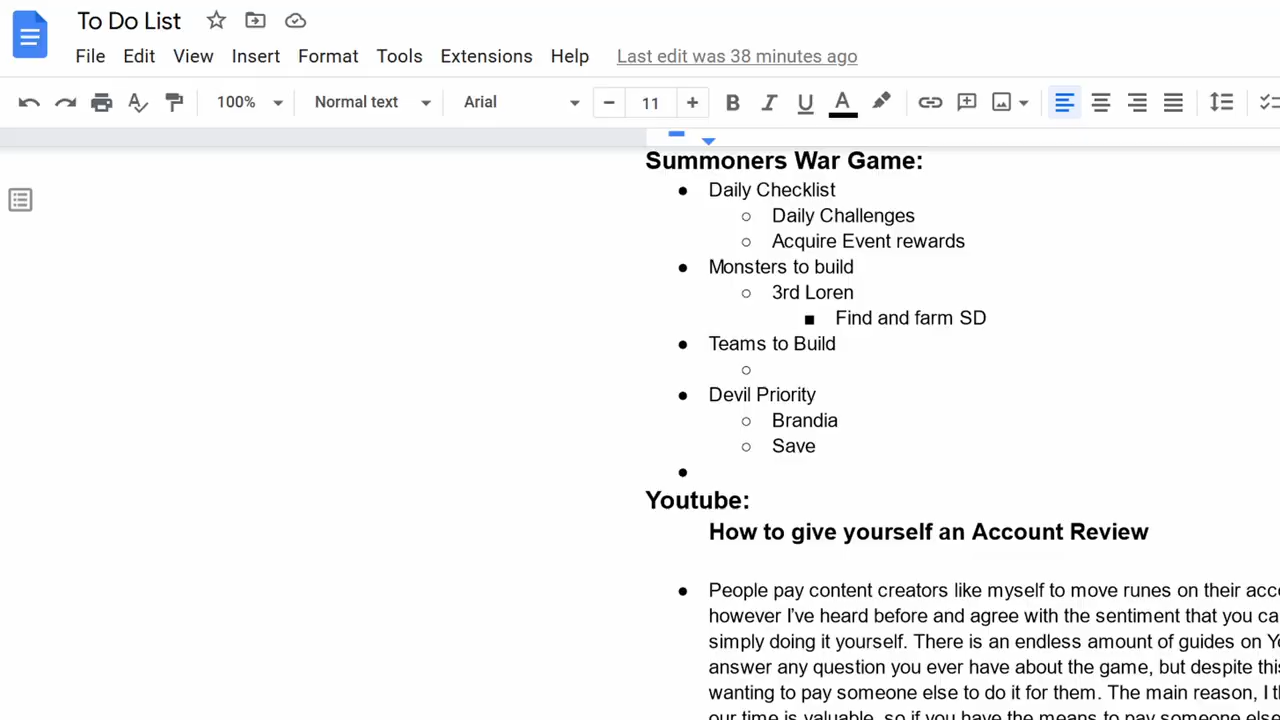 To Do List
File Edit View Insert Format Tools Extensions Help Last edit was 38 minutes ago
100% Normal text Arial 11 B I U A
Summoners War Game:
Daily Checklist
Daily Challenges
Acquire Event rewards
Monsters to build
3rd Loren
Find and farm SD
Teams to Build
Devil Priority
Brandia
Save
Youtube:
How to give yourself an Account Review
People pay content creators like myself to move runes on their
however I've heard before and agree with the sentiment that you
simply doing it yourself. There is an endless amount of guides on
answer any question you ever have about the game, but despite
wanting to pay someone else to do it for them. The main reason, I
our time is valuable, so if you have the means to pay someone else